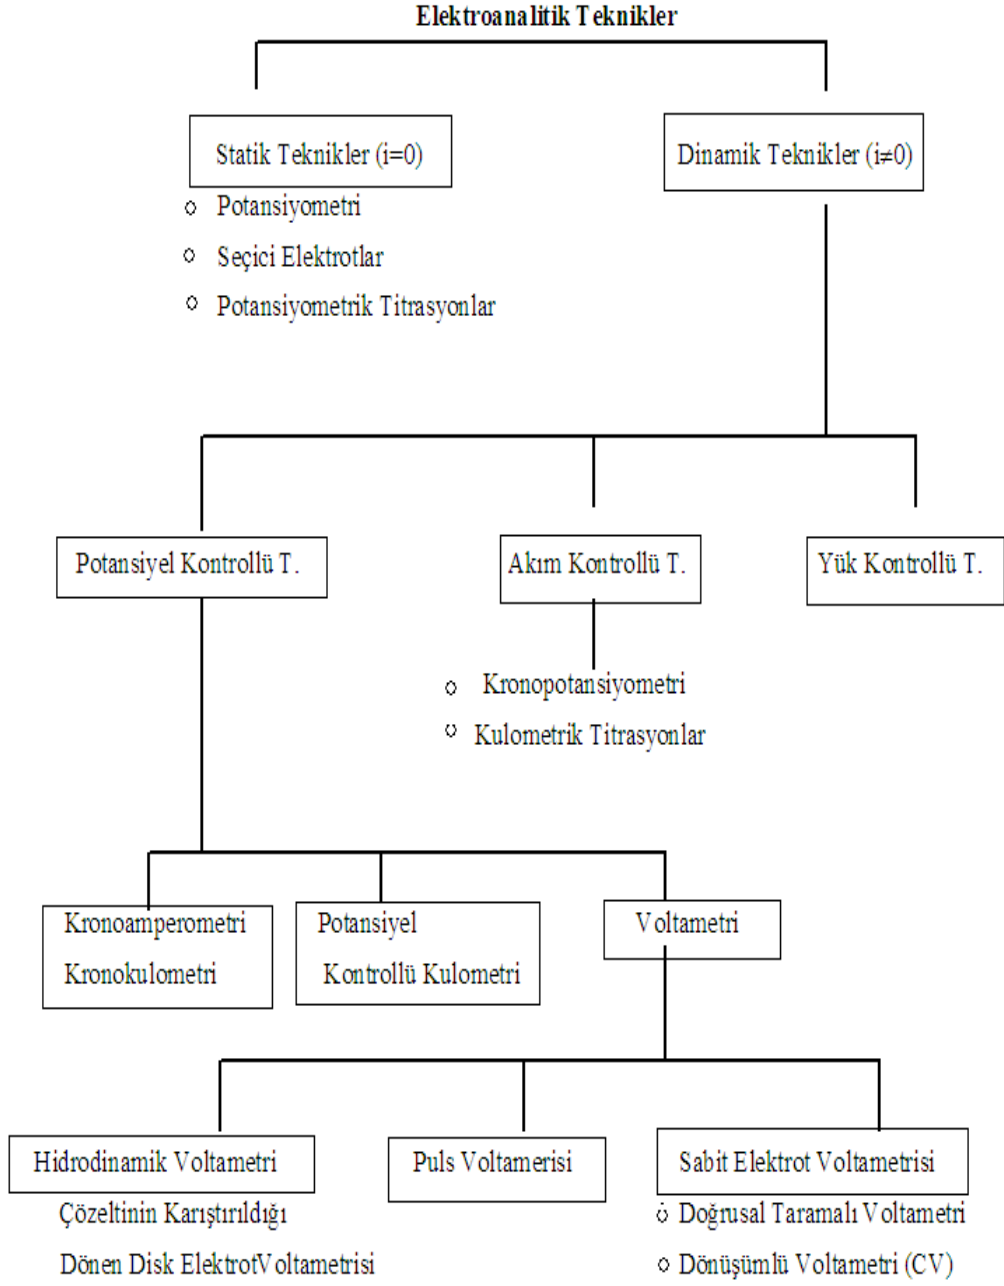 Elektroanalitik Teknikler
Statik Teknikler (i=0)
Dinamik Teknikler (i≠0)
Potansiyometri
Seçici Elektrotlar
Potansiyometrik Titrasyonlar
Potansiyel Kontrollü T.
Akım Kontrollü T.
Yük Kontrollü T.
Kronopotansiyometri
Kulometrik Titrasyonlar
Kronoamperometri
Kronokulometri
Potansiyel
Kontrollü Kulometri
Voltametri
Hidrodinamik Voltametri
Çözeltinin Karıştırıldığı
Dönen Disk ElektrotVoltametrisi
Puls Voltamerisi
Sabit Elektrot Voltametrisi
Doğrusal Taramalı Voltametri
Dönüşümlü Voltametri (CV)